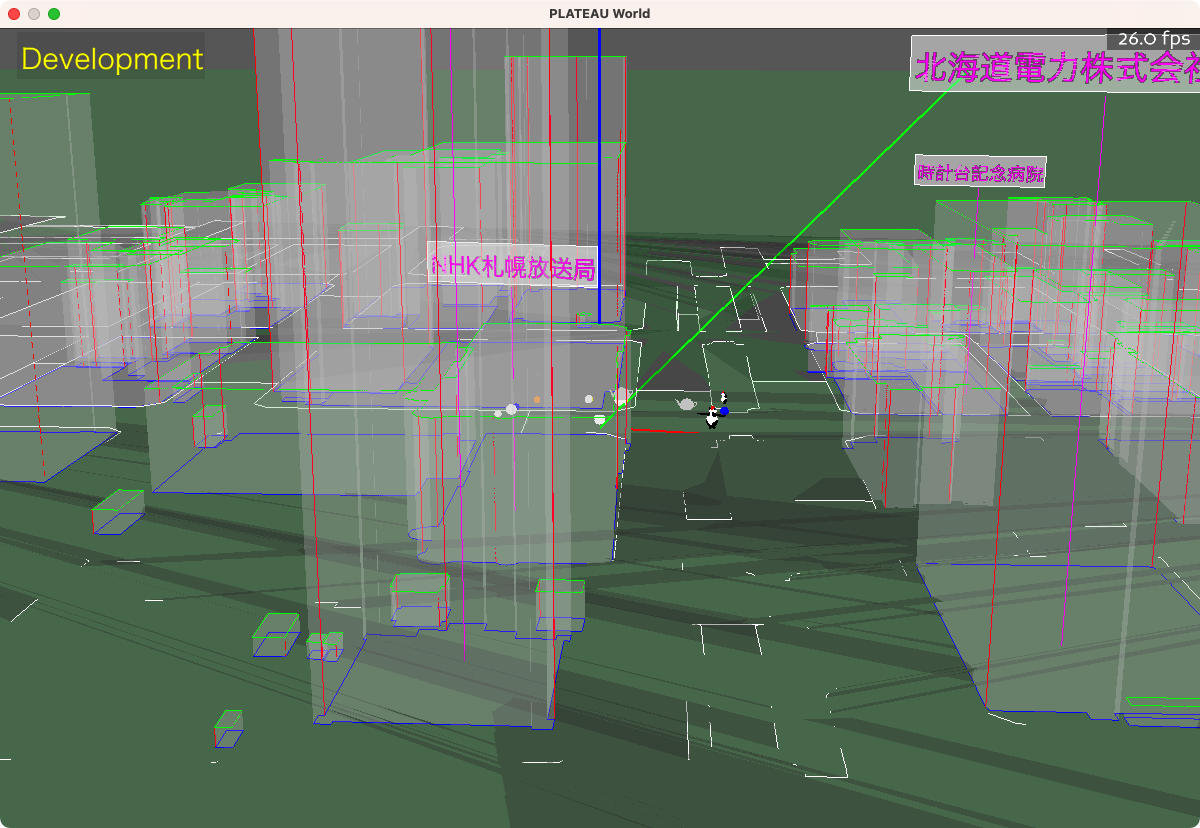 PLATEAU World
Development
26.0 fps
北海道電力株式会社
時計台記念病院
NHK札幌放送局